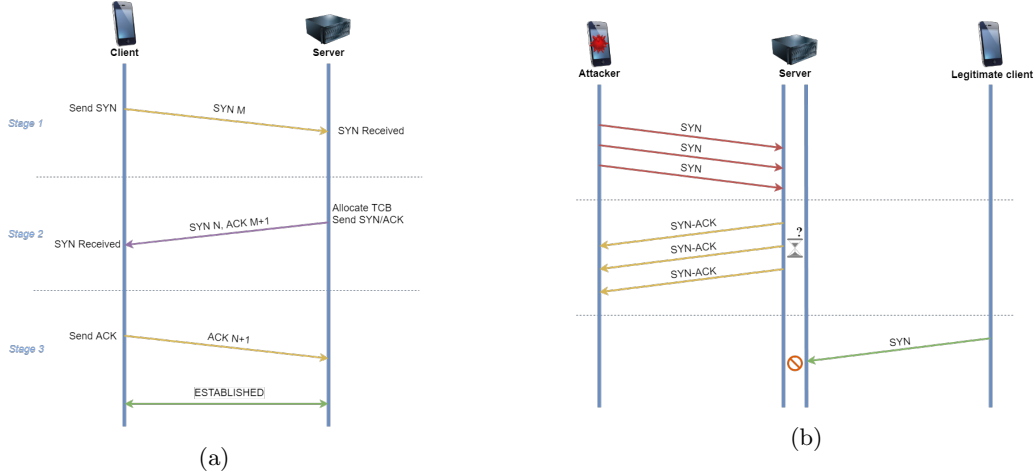 Client
Server
Send SYN
SYN M
Stage 1
SYN Received
Allocate TCB
Send SYN/ACK
SYN N, ACK M+1
Stage 2
SYN Received
Send ACK
ACK N+1
Stage 3
ESTABLISHED
(a)
Attacker
Server
Legitimate client
SYN
SYN
SYN
SYN-ACK
?
SYN-ACK
SYN-ACK
SYN
(b)